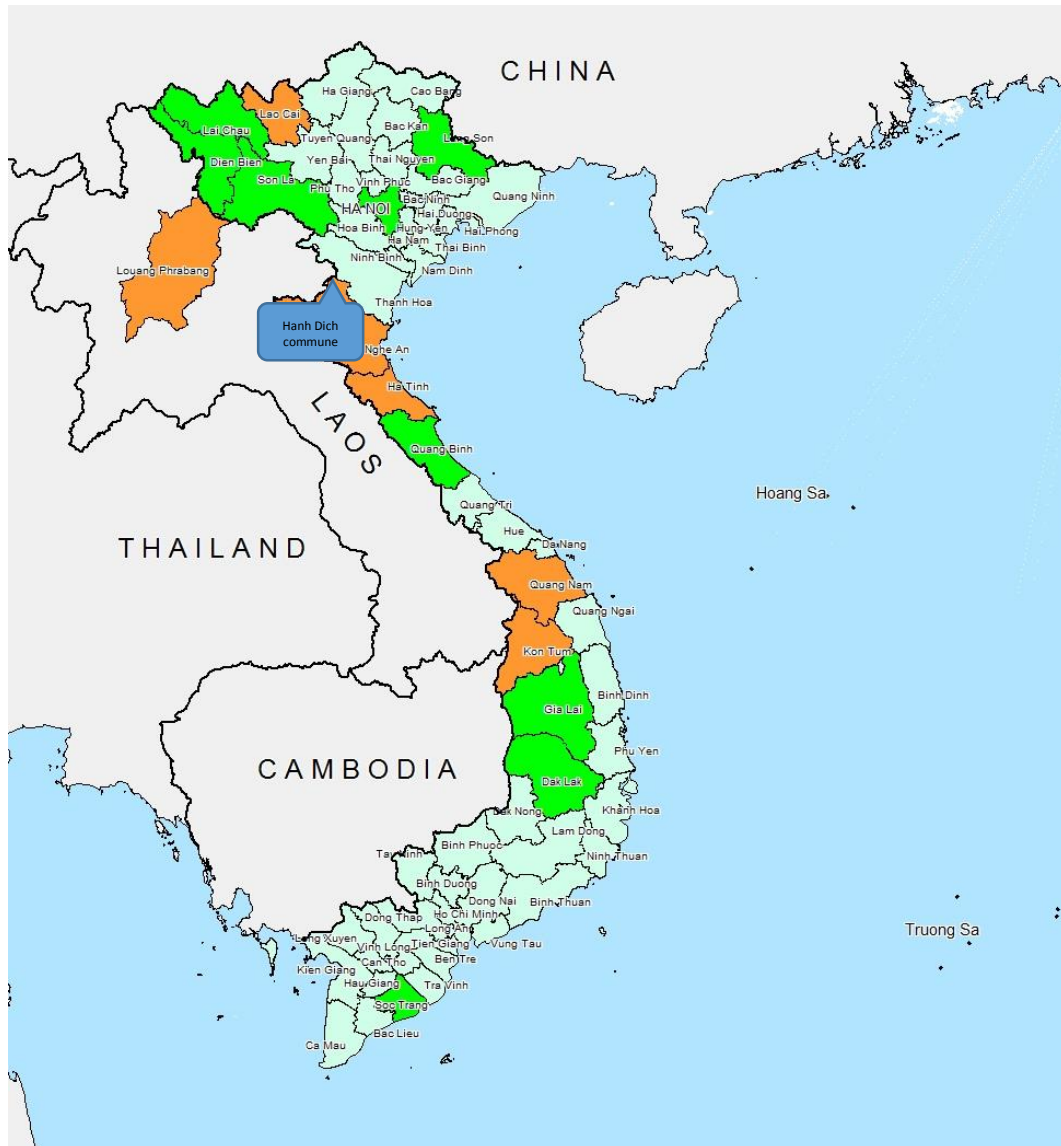 CHINA
Ha Giang
Cao Bang
Lao Cai
Bac Kan
Lai Chau
Tuyen Quang
Lang Son
Dien Bien
Yen Bai
Thai Nguyen
Son La
Phu Tho
Vinh Phuc
Bac Giang
Quang Ninh
HA NOI
Bac Ninh
Hai Duong
Hoa Binh
Hung Yen
Hai Phong
Ha Nam
Thai Binh
Ninh Binh
Nam Dinh
Louang Phrabang
Thanh Hoa
Hanh Dich
commune
Nghe An
Ha Tinh
LAOS
Quang Binh
Hoang Sa
Quang Tri
Hue
Da Nang
THAILAND
Quang Nam
Quang Ngai
Kon Tum
Binh Dinh
Gia Lai
Phu Yen
CAMBODIA
Dak Lak
Dak Nong
Khanh Hoa
Lam Dong
Binh Phuoc
Tay Ninh
Ninh Thuan
Binh Duong
Dong Nai
Binh Thuan
Ho Chi Minh
Dong Thap
Long An
Long Xuyen
Vinh Long
Tien Giang
Vung Tau
Truong Sa
Can Tho
Ben Tre
Kien Giang
Hau Giang
Tra Vinh
Soc Trang
Bac Lieu
Ca Mau